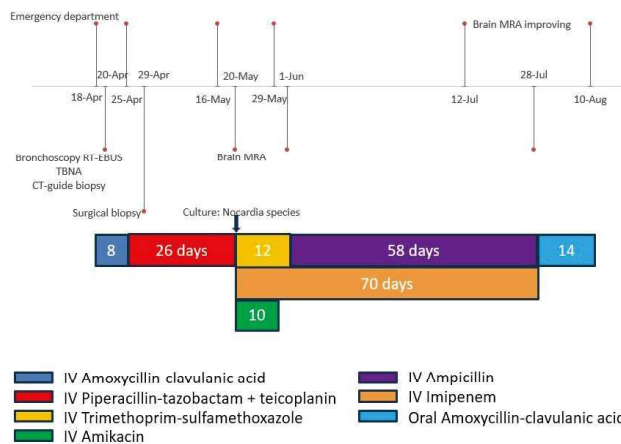 Emergency department
Brain MRA improving
20-Apr
29-Apr
20-May
1-Jun
28-Jul
18-Apr
25-Apr
16-May
29-May
12-Jul
10-Aug
Bronchoscopy RT-EBUS
TBNA
CT-guide biopsy
Brain MRA
Surgical biopsy
Culture: Nocardia species
8
26 days
12
58 days
14
70 days
10
IV Amoxycillin clavulanic acid
IV Piperacillin-tazobactam + teicoplanin
IV Trimethoprim-sulfamethoxazole
IV Amikacin
IV Ampicillin
IV Imipenem
Oral Amoxycillin-clavulanic acid